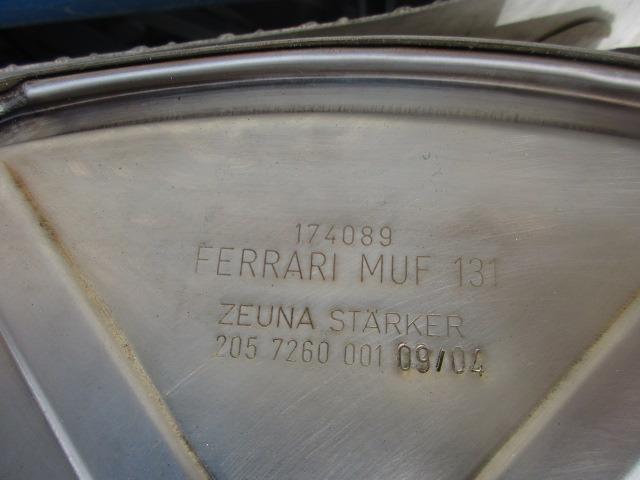 174089
FERRARI MUF 131
ZEUNA STÄRKER
205 7260 001 09/04